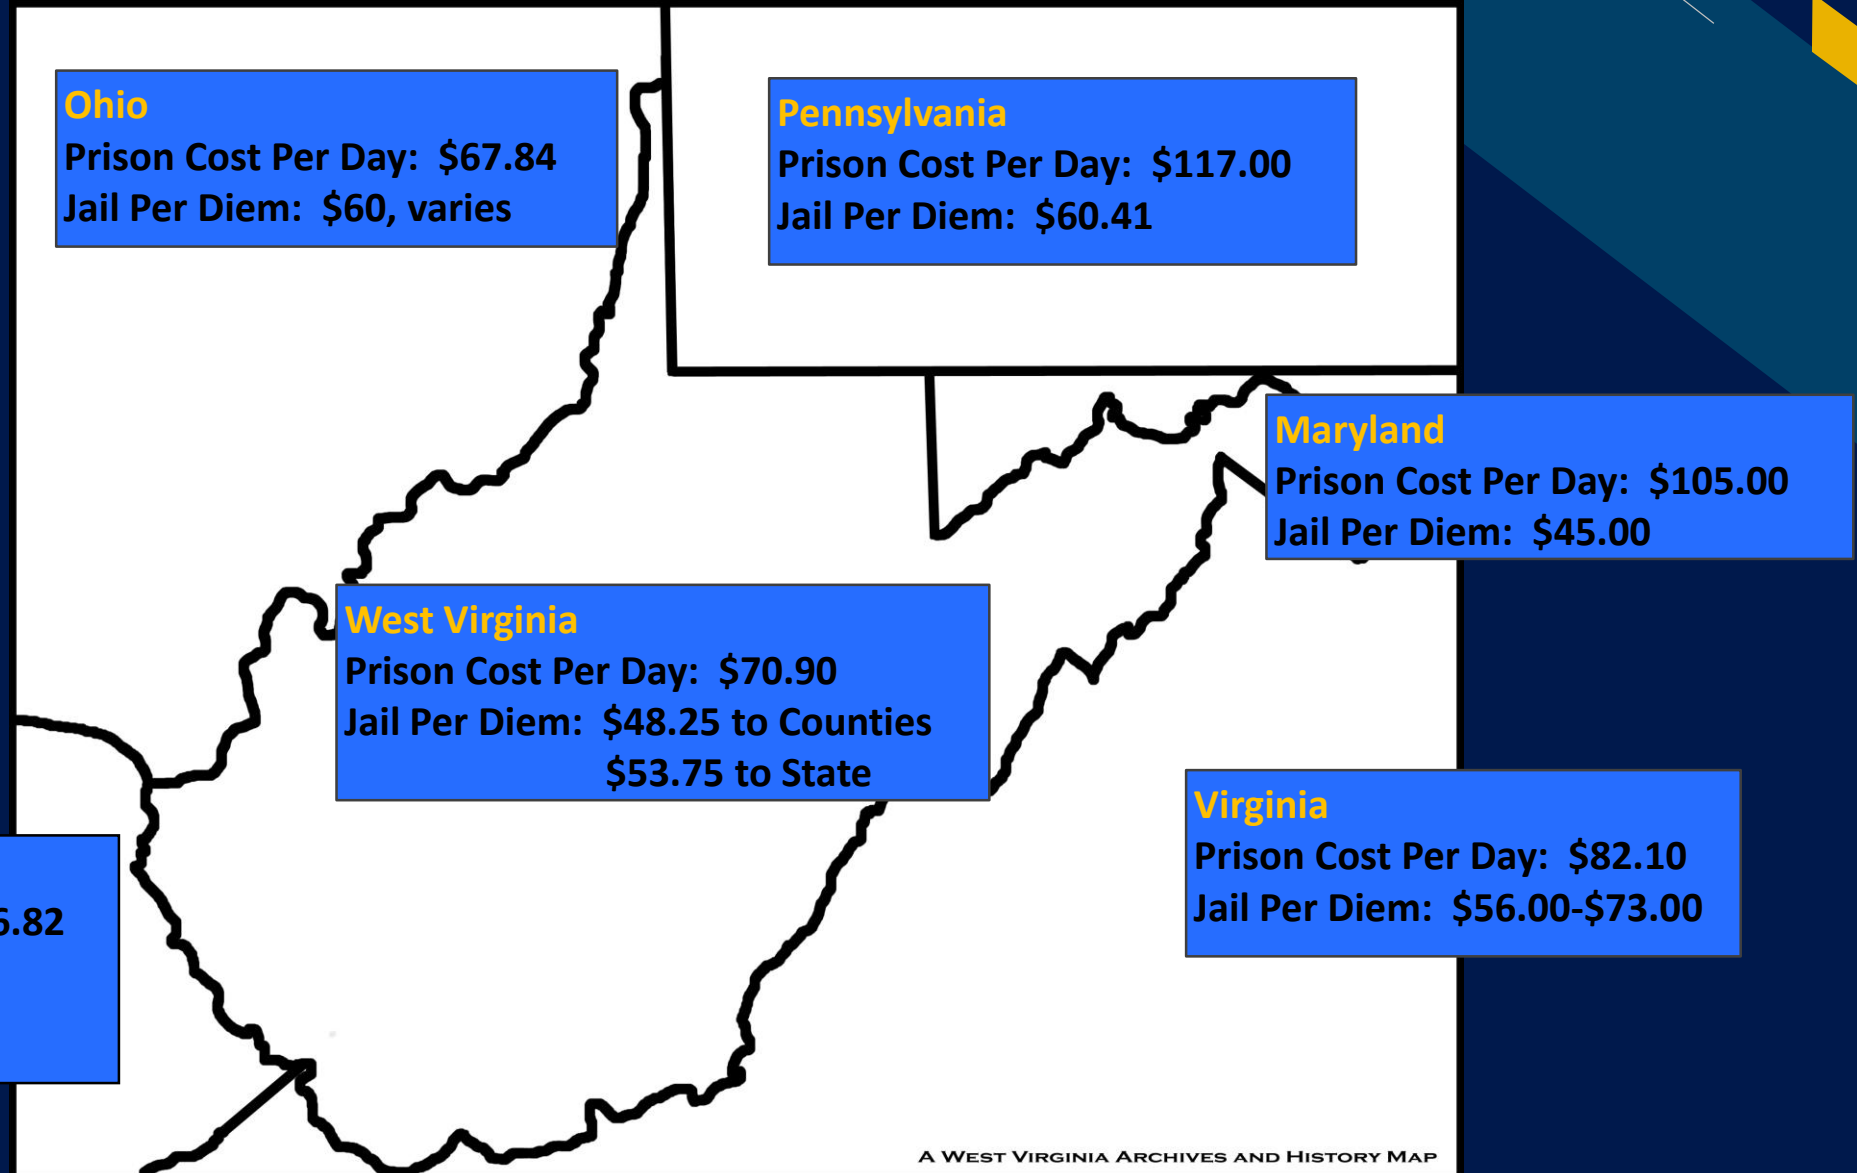 Ohio
Prison Cost Per Day: $67.84
Jail Per Diem: $60, varies
Pennsylvania
Prison Cost Per Day: $117.00
Jail Per Diem: $60.41
Maryland
Prison Cost Per Day: $105.00
Jail Per Diem: $45.00
West Virginia
Prison Cost Per Day: $70.90
Jail Per Diem: $48.25 to Counties
$53.75 to State
Virginia
Prison Cost Per Day: $82.10
Jail Per Diem: $56.00-$73.00
A West Virginia Archives and History Map